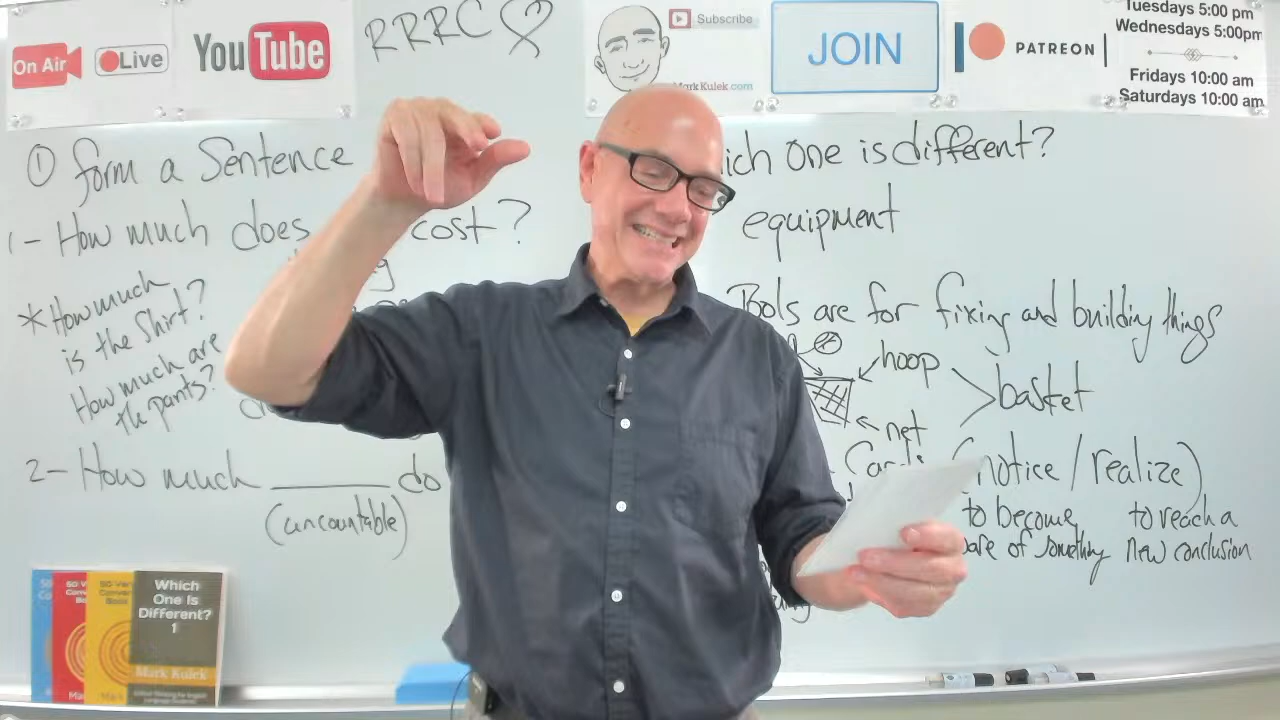 On Air
Live
YouTube
RRRC
Subscribe
Mark Kulek.com
JOIN
PATREON
Tuesdays 5:00 pm
Wednesdays 5:00pm
Fridays 10:00 am
Saturdays 10:00 am
① form a Sentence
1- How much does cost?
*How much
is the Shirt?
How much are
the pants?
2- How much ______ do
(uncountable)
ich one is different?
equipment
Tools are for fixing and building things
hoop
basket
net
(notice / realize)
to become
of something
to reach a
new conclusion
Which
One Is
Different?
1
Mark Kulek